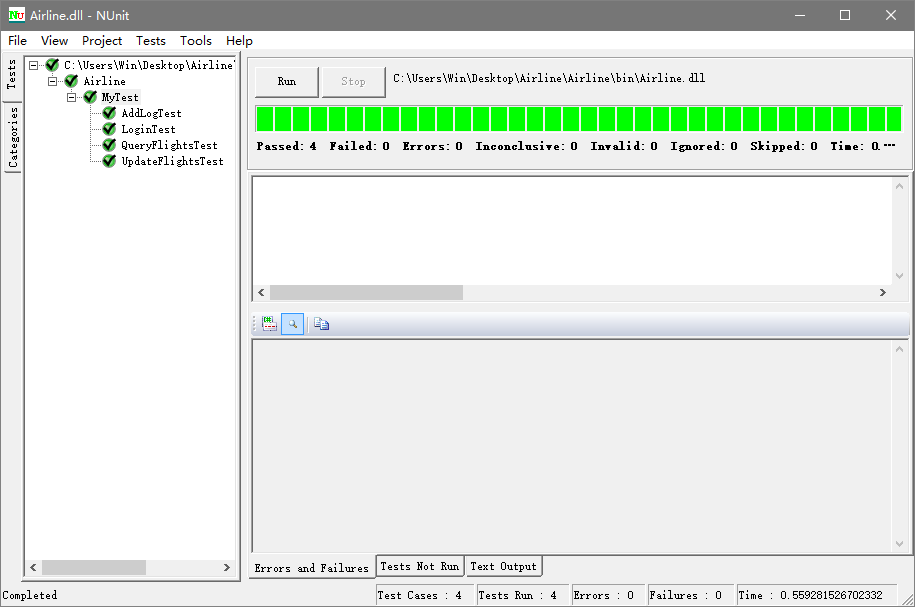 Airline.dll - NUnit
File View Project Tests Tools Help
Tests
Categories
C:\Users\Win\Desktop\Airline
Airline
MyTest
AddLogTest
LoginTest
QueryFlightsTest
UpdateFlightsTest
Run Stop C:\Users\Win\Desktop\Airline\Airline\bin\Airline.dll
Passed: 4 Failed: 0 Errors: 0 Inconclusive: 0 Invalid: 0 Ignored: 0 Skipped: 0 Time: 0.…
Errors and Failures Tests Not Run Text Output
Completed Test Cases : 4 Tests Run : 4 Errors : 0 Failures : 0 Time : 0.559281526702332